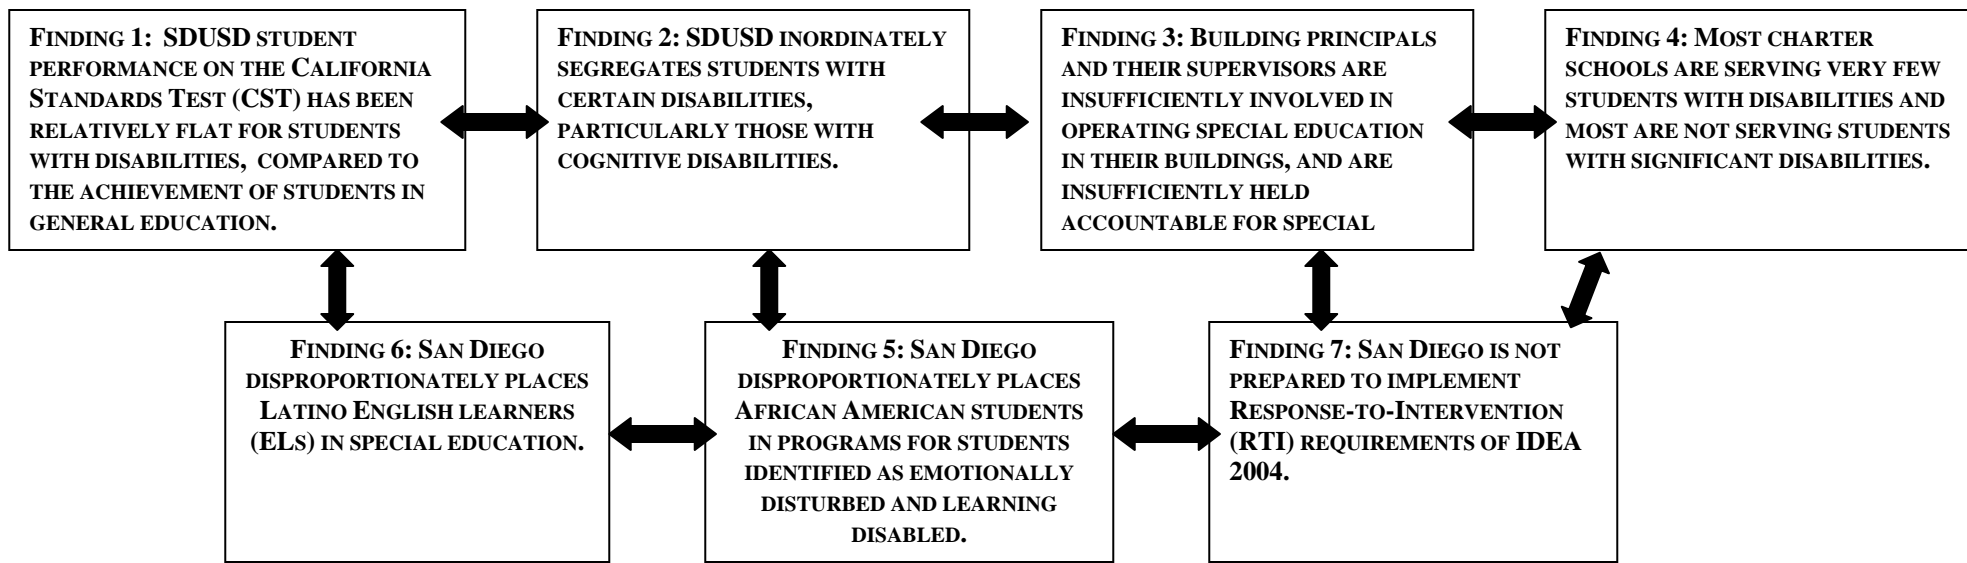 FINDING 1: SDUSD STUDENT
PERFORMANCE ON THE CALIFORNIA
STANDARDS TEST (CST) HAS BEEN
RELATIVELY FLAT FOR STUDENTS
WITH DISABILITIES, COMPARED TO
THE ACHIEVEMENT OF STUDENTS IN
GENERAL EDUCATION.
FINDING 2: SDUSD INORDINATELY
SEGREGATES STUDENTS WITH
CERTAIN DISABILITIES,
PARTICULARLY THOSE WITH
COGNITIVE DISABILITIES.
FINDING 3: BUILDING PRINCIPALS
AND THEIR SUPERVISORS ARE
INSUFFICIENTLY INVOLVED IN
OPERATING SPECIAL EDUCATION
IN THEIR BUILDINGS, AND ARE
INSUFFICIENTLY HELD
ACCOUNTABLE FOR SPECIAL
FINDING 4: MOST CHARTER
SCHOOLS ARE SERVING VERY FEW
STUDENTS WITH DISABILITIES AND
MOST ARE NOT SERVING STUDENTS
WITH SIGNIFICANT DISABILITIES.
FINDING 6: SAN DIEGO
DISPROPORTIONATELY PLACES
LATINO ENGLISH LEARNERS
(ELS) IN SPECIAL EDUCATION.
FINDING 5: SAN DIEGO
DISPROPORTIONATELY PLACES
AFRICAN AMERICAN STUDENTS
IN PROGRAMS FOR STUDENTS
IDENTIFIED AS EMOTIONALLY
DISTURBED AND LEARNING
DISABLED.
FINDING 7: SAN DIEGO IS NOT
PREPARED TO IMPLEMENT
RESPONSE-TO-INTERVENTION
(RTI) REQUIREMENTS OF IDEA
2004.